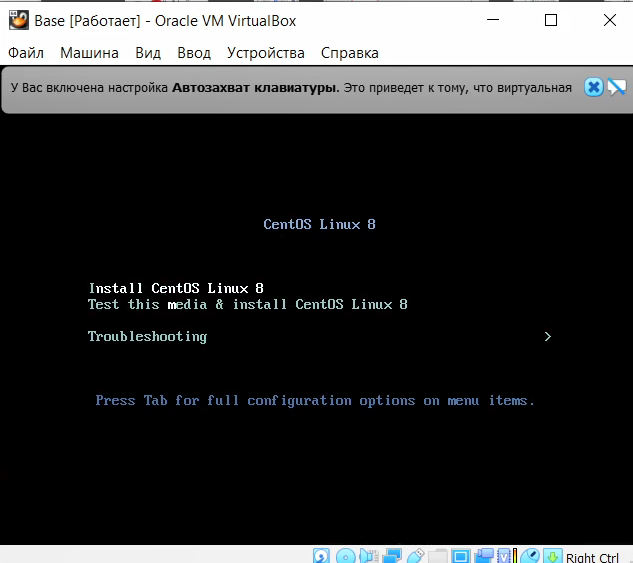 Base [Работает] - Oracle VM VirtualBox
Файл Машина Вид Ввод Устройства Справка
У Вас включена настройка Автозахват клавиатуры. Это приведет к тому, что виртуальная
CentOS Linux 8
Install CentOS Linux 8
Test this media & install CentOS Linux 8
Troubleshooting >
Press Tab for full configuration options on menu items.
Right Ctrl